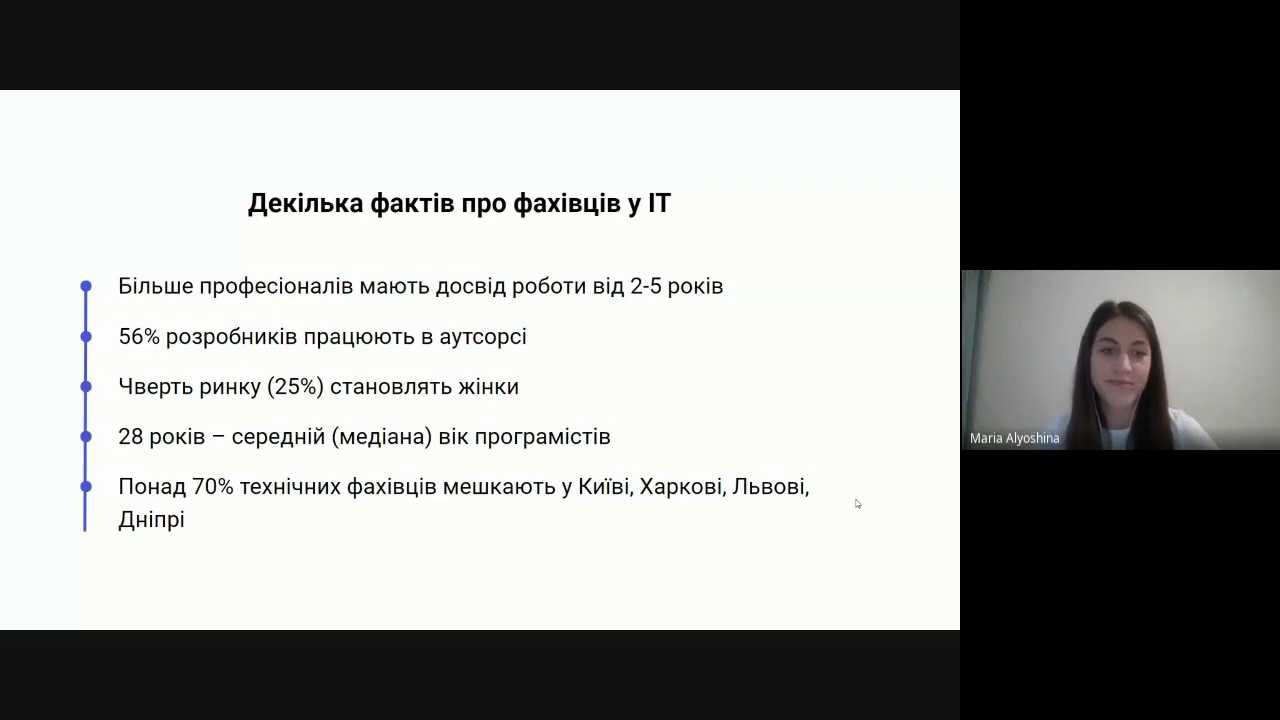 Декілька фактів про фахівців у ІТ
Більше професіоналів мають досвід роботи від 2-5 років
56% розробників працюють в аутсорсі
Чверть ринку (25%) становлять жінки
28 років – середній (медіана) вік програмістів
Понад 70% технічних фахівців мешкають у Київі, Харкові, Львові,
Дніпрі
Maria Alyoshina